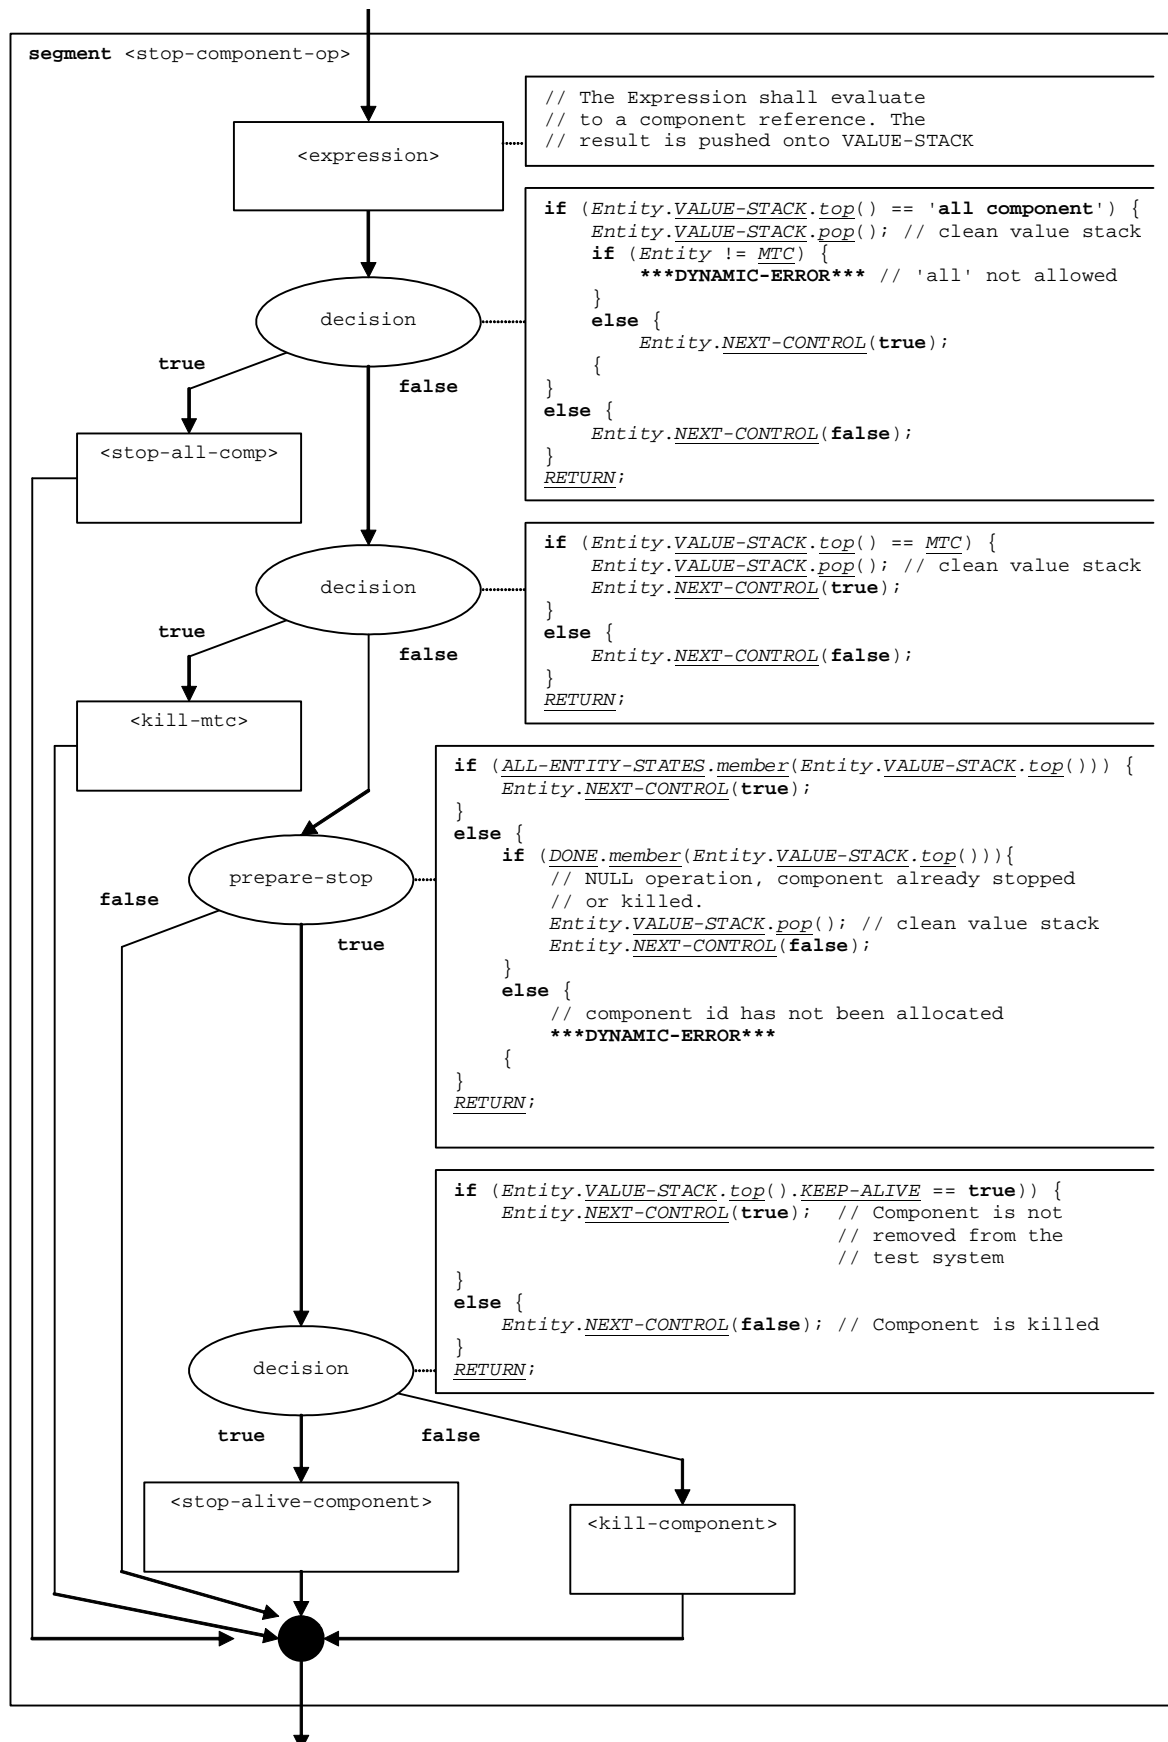 segment <stop-component-op>
// The Expression shall evaluate
// to a component reference. The
// result is pushed onto VALUE-STACK
<expression>
if (Entity.VALUE-STACK.top() == 'all component') {
Entity.VALUE-STACK.pop(); // clean value stack
if (Entity != MTC) {
***DYNAMIC-ERROR*** // 'all' not allowed
}
else {
Entity.NEXT-CONTROL(true);
{
}
else {
Entity.NEXT-CONTROL(false);
}
RETURN;
decision
true
false
<stop-all-comp>
if (Entity.VALUE-STACK.top() == MTC) {
Entity.VALUE-STACK.pop(); // clean value stack
Entity.NEXT-CONTROL(true);
}
else {
Entity.NEXT-CONTROL(false);
}
RETURN;
decision
true
false
<kill-mtc>
if (ALL-ENTITY-STATES.member(Entity.VALUE-STACK.top())) {
Entity.NEXT-CONTROL(true);
}
else {
if (DONE.member(Entity.VALUE-STACK.top())){
// NULL operation, component already stopped
// or killed.
Entity.VALUE-STACK.pop(); // clean value stack
Entity.NEXT-CONTROL(false);
}
else {
// component id has not been allocated
***DYNAMIC-ERROR***
{
}
RETURN;
prepare-stop
false
true
if (Entity.VALUE-STACK.top().KEEP-ALIVE == true)) {
Entity.NEXT-CONTROL(true); // Component is not
// removed from the
// test system
}
else {
Entity.NEXT-CONTROL(false); // Component is killed
}
RETURN;
decision
true
false
<stop-alive-component>
<kill-component>